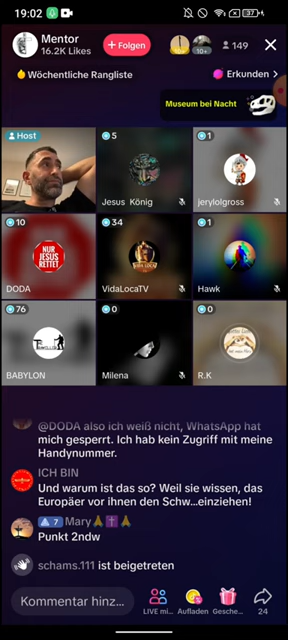 19:02
Mentor
16.2K Likes
+ Folgen
10+
149
Wöchentliche Rangliste
Erkunden >
Museum bei Nacht
Host
5
1
Jesus König
jerylolgross
10
34
1
NUR
JESUS
RETTET
DODA
VidaLocaTV
Hawk
76
0
0
BABYLON
Milena
R.K
@DODA also ich weiß nicht, WhatsApp hat
mich gesperrt. Ich hab kein Zugriff mit meine
Handynummer.
ICH BIN
Und warum ist das so? Weil sie wissen, das
Europäer vor ihnen den Schw...einziehen!
7 Mary🙏✝️🙏
Punkt 2ndw
schams.111 ist beigetreten
Kommentar hinz...
LIVE mi...
Aufladen
Gesche...
24